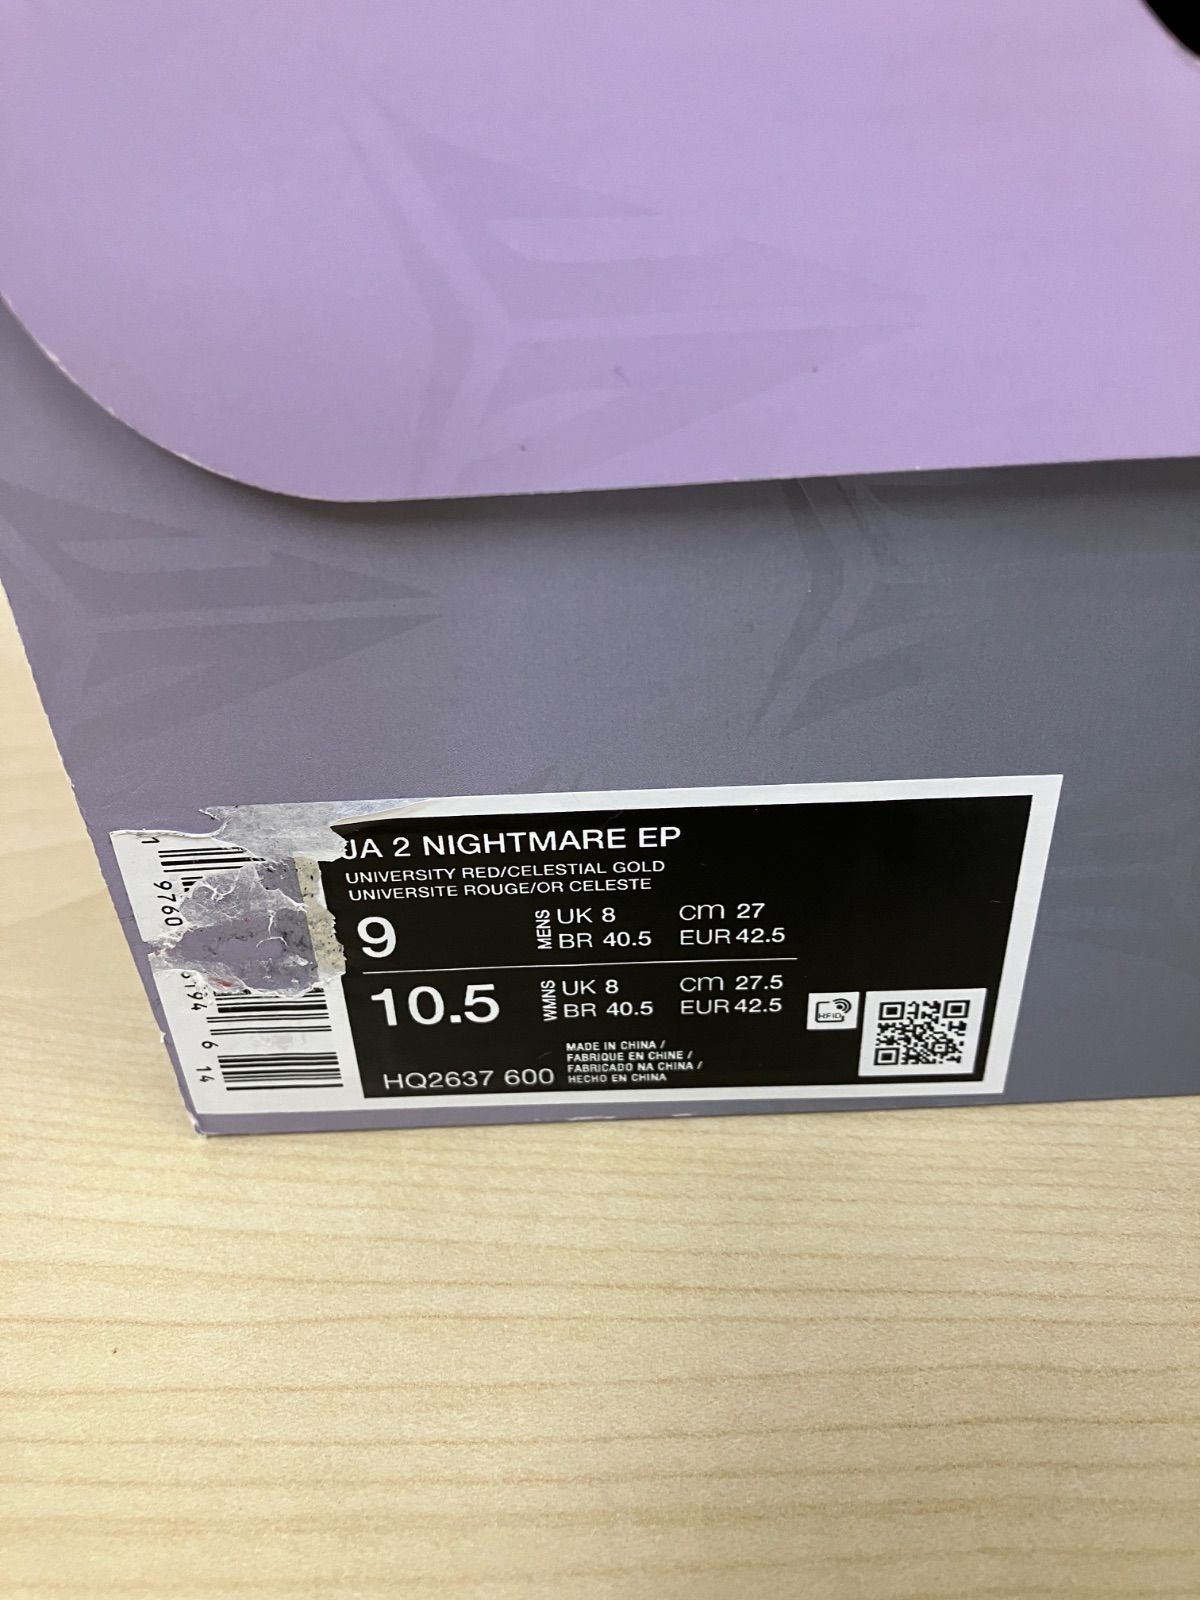 JA 2 NIGHTMARE EP
UNIVERSITY RED/CELESTIAL GOLD
UNIVERSITE ROUGE/OR CELESTE
9
MENS
UK 8
cm 27
BR 40.5
EUR 42.5
10.5
WMNS
UK 8
cm 27.5
BR 40.5
EUR 42.5
RFID
MADE IN CHINA /
FABRIQUE EN CHINE /
FABRICADO NA CHINA /
HECHO EN CHINA
HQ2637 600
1 9760
6 14